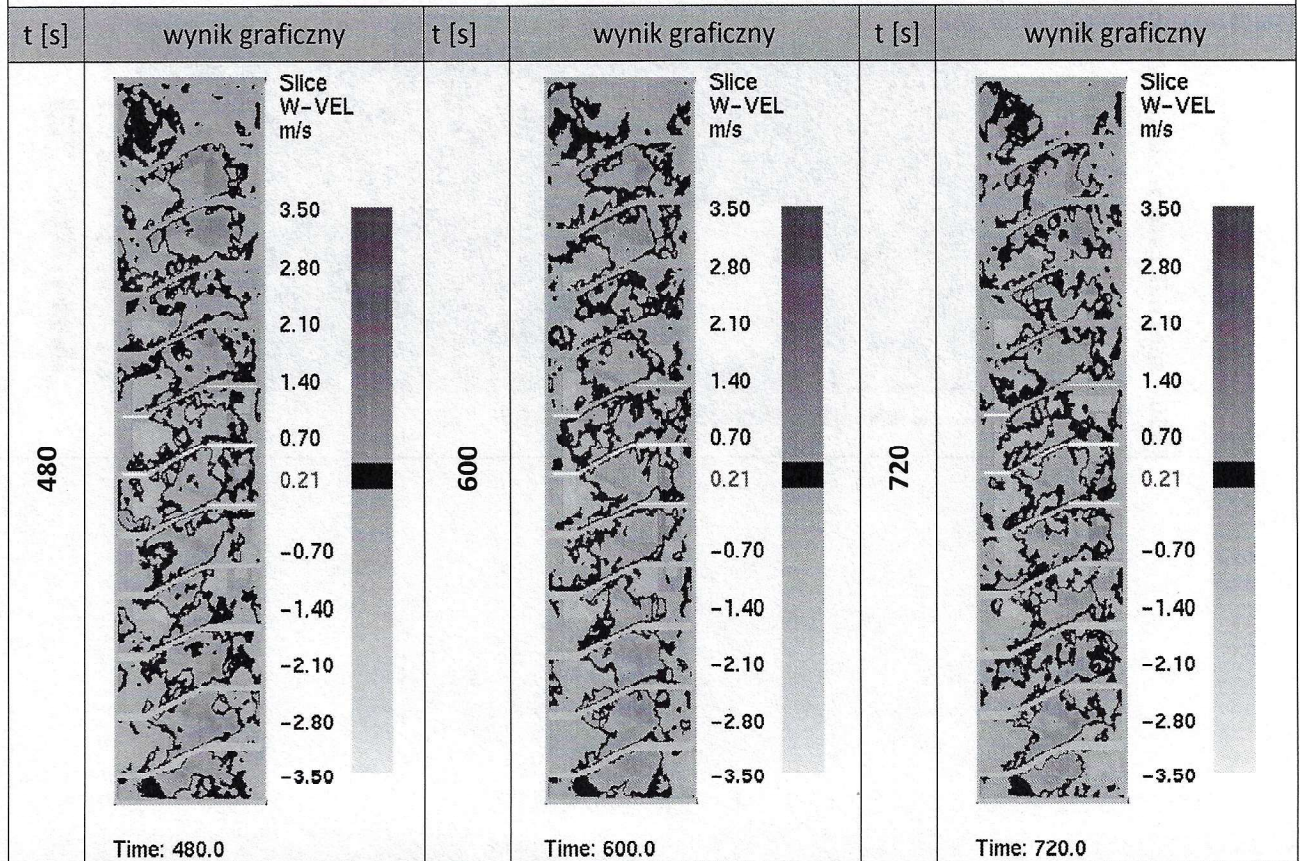 t [s] wynik graficzny t [s] wynik graficzny t [s] wynik graficzny
480
Slice
W-VEL
m/s
3.50
2.80
2.10
1.40
0.70
0.21
-0.70
-1.40
-2.10
-2.80
-3.50
Time: 480.0
600
Slice
W-VEL
m/s
3.50
2.80
2.10
1.40
0.70
0.21
-0.70
-1.40
-2.10
-2.80
-3.50
Time: 600.0
720
Slice
W-VEL
m/s
3.50
2.80
2.10
1.40
0.70
0.21
-0.70
-1.40
-2.10
-2.80
-3.50
Time: 720.0